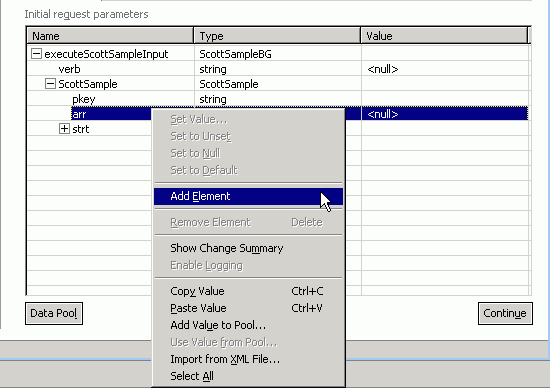 Initial request parameters
Name Type Value
executeScottSampleInput ScottSampleBG
verb string <null>
ScottSample ScottSample
pkey string
arr <null>
strt
Set Value...
Set to Unset
Set to Null
Set to Default
Add Element
Remove Element Delete
Show Change Summary
Enable Logging
Copy Value Ctrl+C
Paste Value Ctrl+V
Add Value to Pool...
Use Value from Pool...
Import from XML File...
Select All
Data Pool Continue